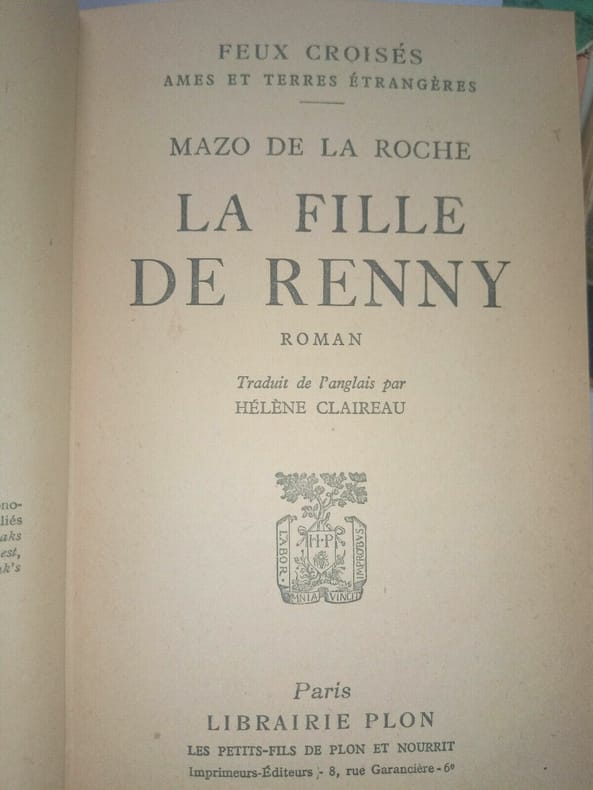 FEUX CROISÉS
AMES ET TERRES ÉTRANGÈRES
MAZO DE LA ROCHE
LA FILLE
DE RENNY
ROMAN
Traduit de l'anglais par
HÉLÈNE CLAIREAU
H·P
LABOR
IMPROBVS
OMNIA VINCIT
Paris
LIBRAIRIE PLON
LES PETITS-FILS DE PLON ET NOURRIT
Imprimeurs-Éditeurs - 8, rue Garancière - 6e